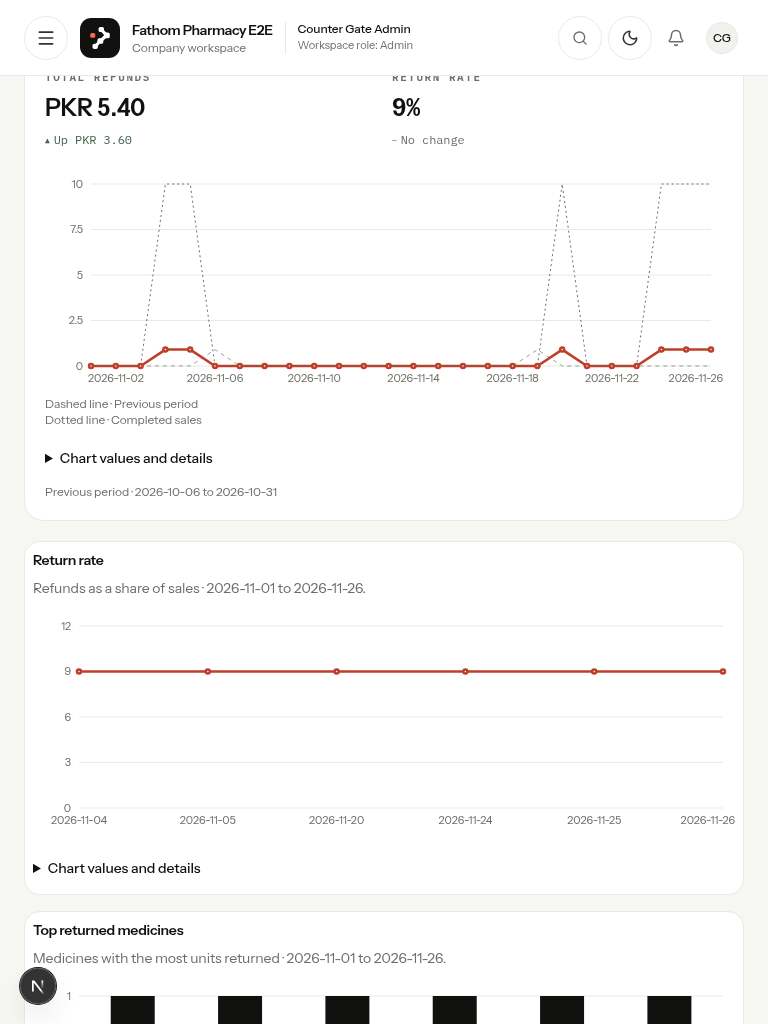 Fathom Pharmacy E2E
Company workspace
Counter Gate Admin
Workspace role: Admin
CG
TOTAL REFUNDS
RETURN RATE
PKR 5.40
9%
▲ Up PKR 3.60
– No change
10
7.5
5
2.5
0
2026-11-02
2026-11-06
2026-11-10
2026-11-14
2026-11-18
2026-11-22
2026-11-26
Dashed line · Previous period
Dotted line · Completed sales
Chart values and details
Previous period · 2026-10-06 to 2026-10-31
Return rate
Refunds as a share of sales · 2026-11-01 to 2026-11-26.
12
9
6
3
0
2026-11-04
2026-11-05
2026-11-20
2026-11-24
2026-11-25
2026-11-26
Chart values and details
Top returned medicines
Medicines with the most units returned · 2026-11-01 to 2026-11-26.
N
1